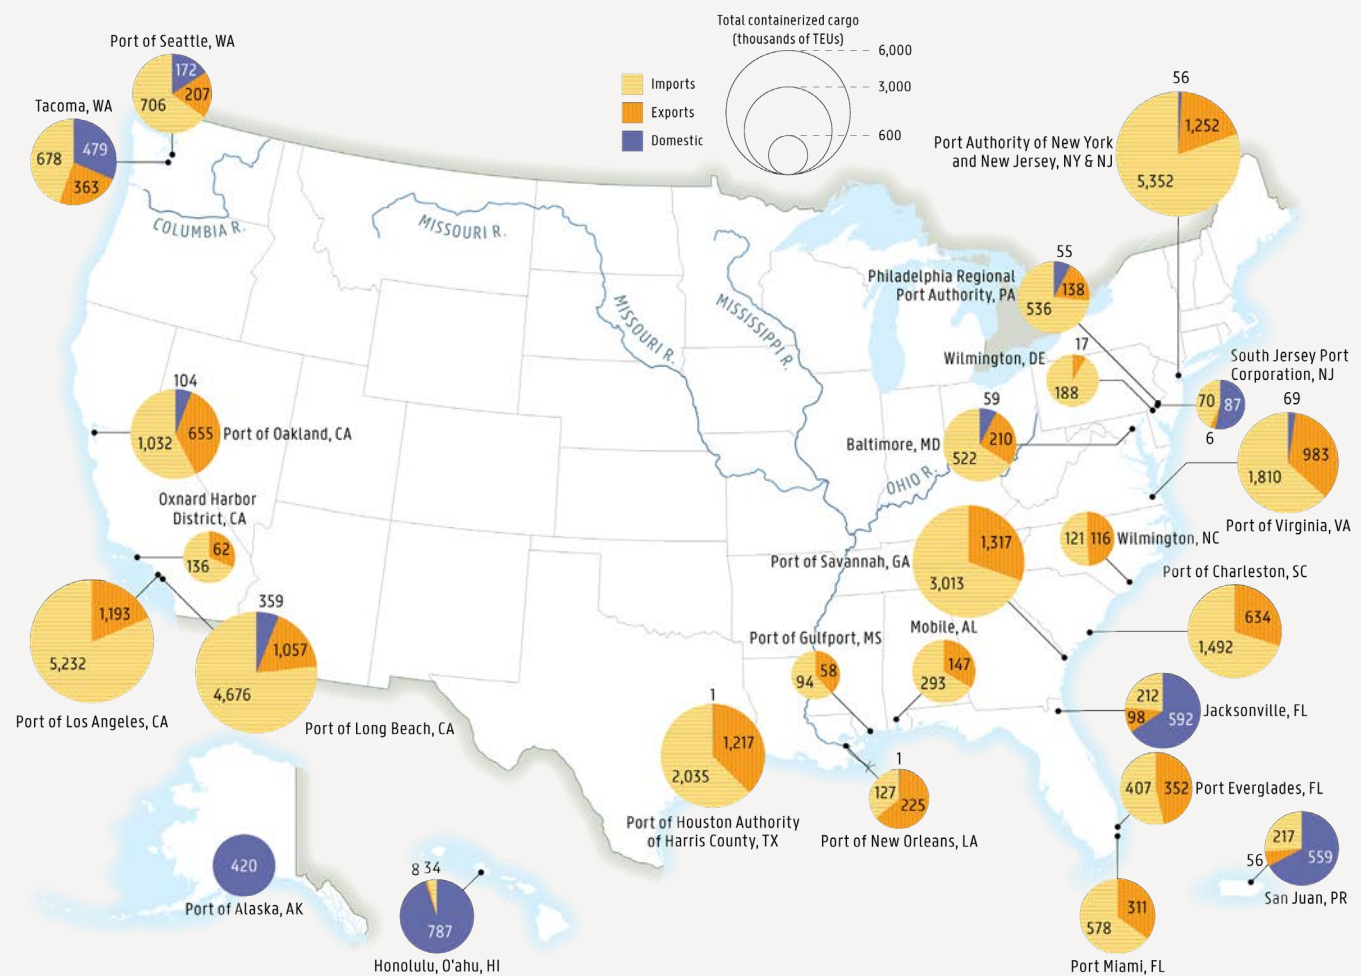 Total containerized cargo
(thousands of TEUs)
6,000
3,000
600
Imports
Exports
Domestic
Port of Seattle, WA
172
207
706
Tacoma, WA
678
479
363
COLUMBIA R.
MISSOURI R.
MISSOURI R.
MISSISSIPPI R.
OHIO R.
56
1,252
5,352
Port Authority of New York
and New Jersey, NY & NJ
55
138
536
Philadelphia Regional
Port Authority, PA
17
188
Wilmington, DE
South Jersey Port
Corporation, NJ
70
87
6
59
210
522
Baltimore, MD
69
983
1,810
Port of Virginia, VA
104
655
1,032
Port of Oakland, CA
Oxnard Harbor
District, CA
62
136
1,193
5,232
Port of Los Angeles, CA
359
1,057
4,676
Port of Long Beach, CA
1,317
3,013
Port of Savannah, GA
121
116
Wilmington, NC
Port of Charleston, SC
634
1,492
Port of Gulfport, MS
58
94
Mobile, AL
147
293
212
98
592
Jacksonville, FL
1
1,217
2,035
Port of Houston Authority
of Harris County, TX
1
127
225
Port of New Orleans, LA
407
352
Port Everglades, FL
311
578
Port Miami, FL
217
56
559
San Juan, PR
420
Port of Alaska, AK
8
34
787
Honolulu, O'ahu, HI